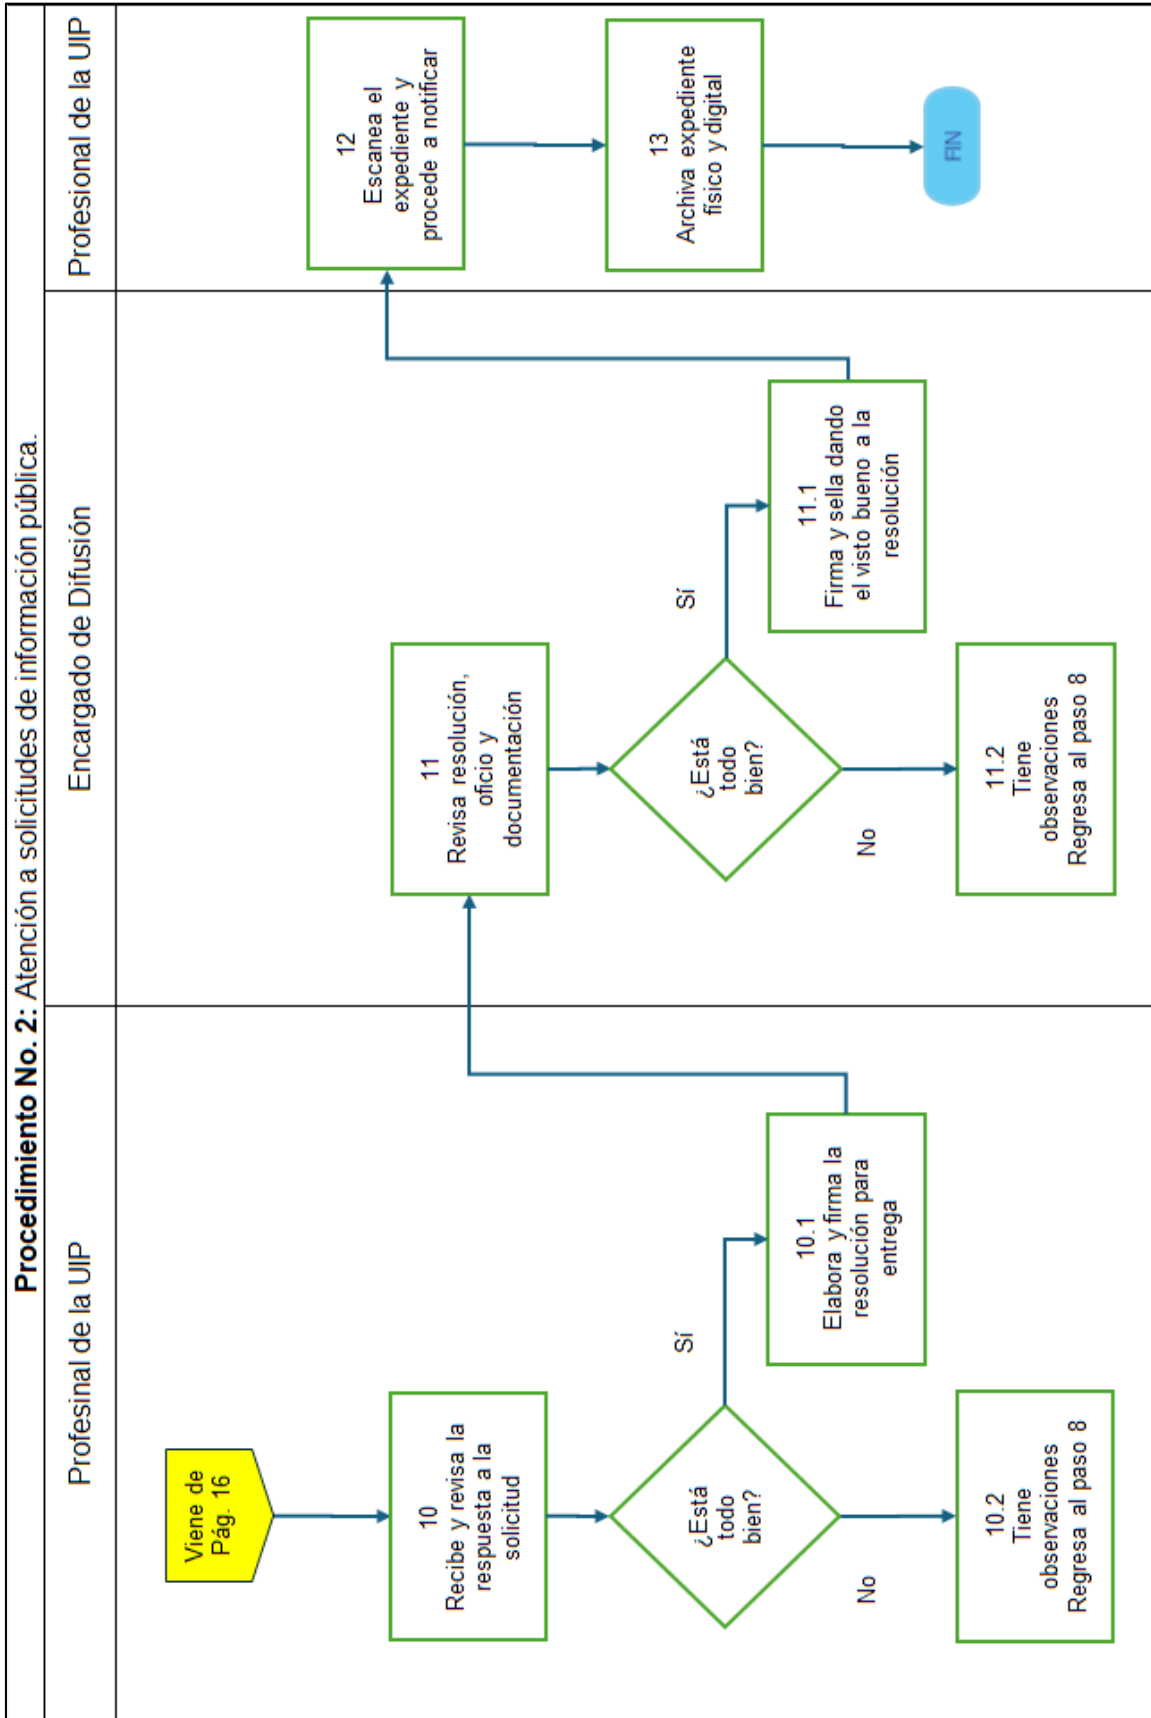 Procedimiento No. 2: Atención a solicitudes de información pública.
Profesinal de la UIP
Encargado de Difusión
Profesional de la UIP
Viene de
Pág. 16
10
Recibe y revisa la
respuesta a la
solicitud
¿Está
todo
bien?
Sí
No
10.1
Elabora y firma la
resolución para
entrega
10.2
Tiene
observaciones
Regresa al paso 8
11
Revisa resolución,
oficio y
documentación
¿Está
todo
bien?
Sí
No
11.1
Firma y sella dando
el visto bueno a la
resolución
11.2
Tiene
observaciones
Regresa al paso 8
12
Escanea el
expediente y
procede a notificar
13
Archiva expediente
físico y digital
FIN